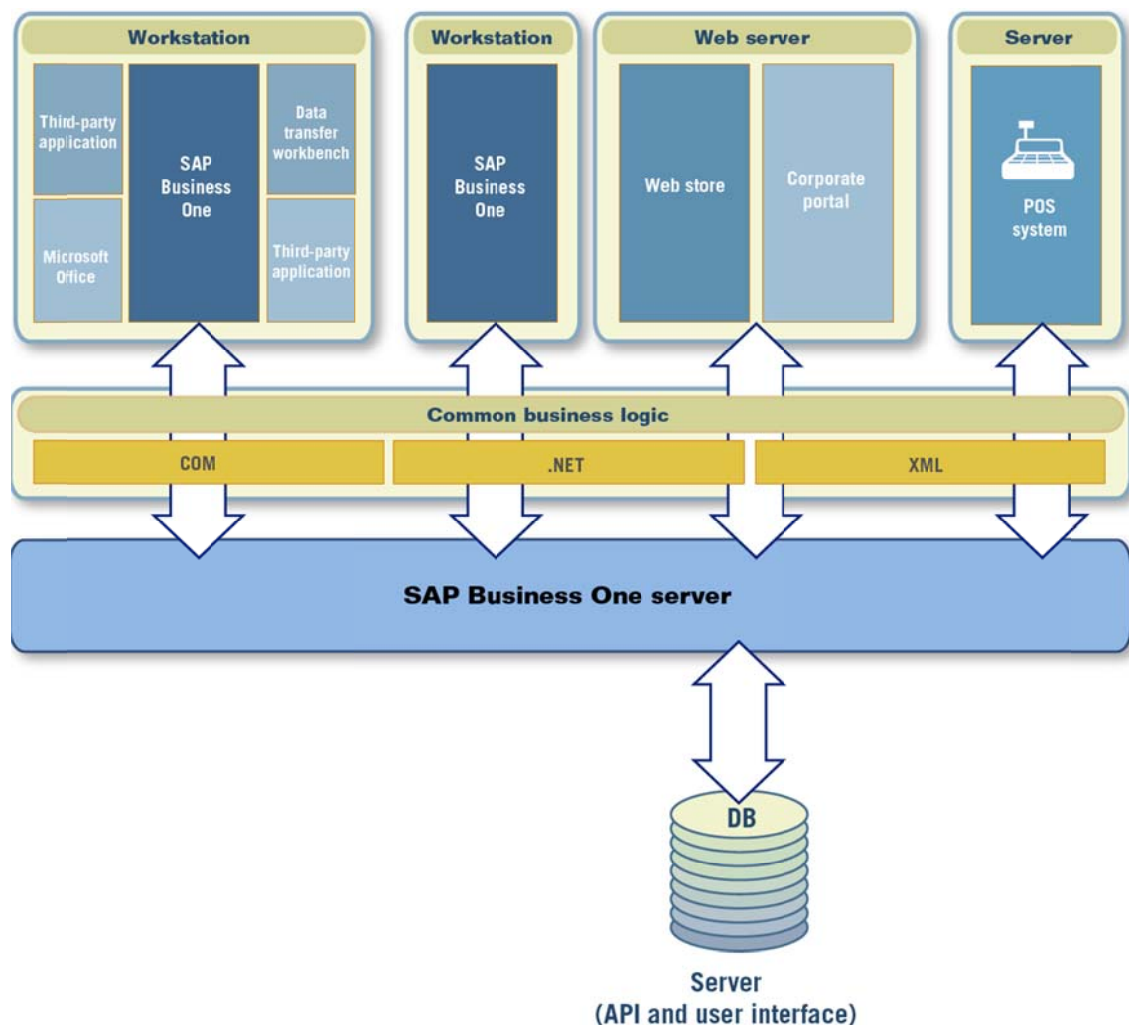 Workstation
Third-party
application
Microsoft
Office
SAP
Business
One
Data
transfer
workbench
Third-party
application
Workstation
SAP
Business
One
Web server
Web store
Corporate
portal
Server
POS
system
Common business logic
COM
.NET
XML
SAP Business One server
DB
Server
(API and user interface)